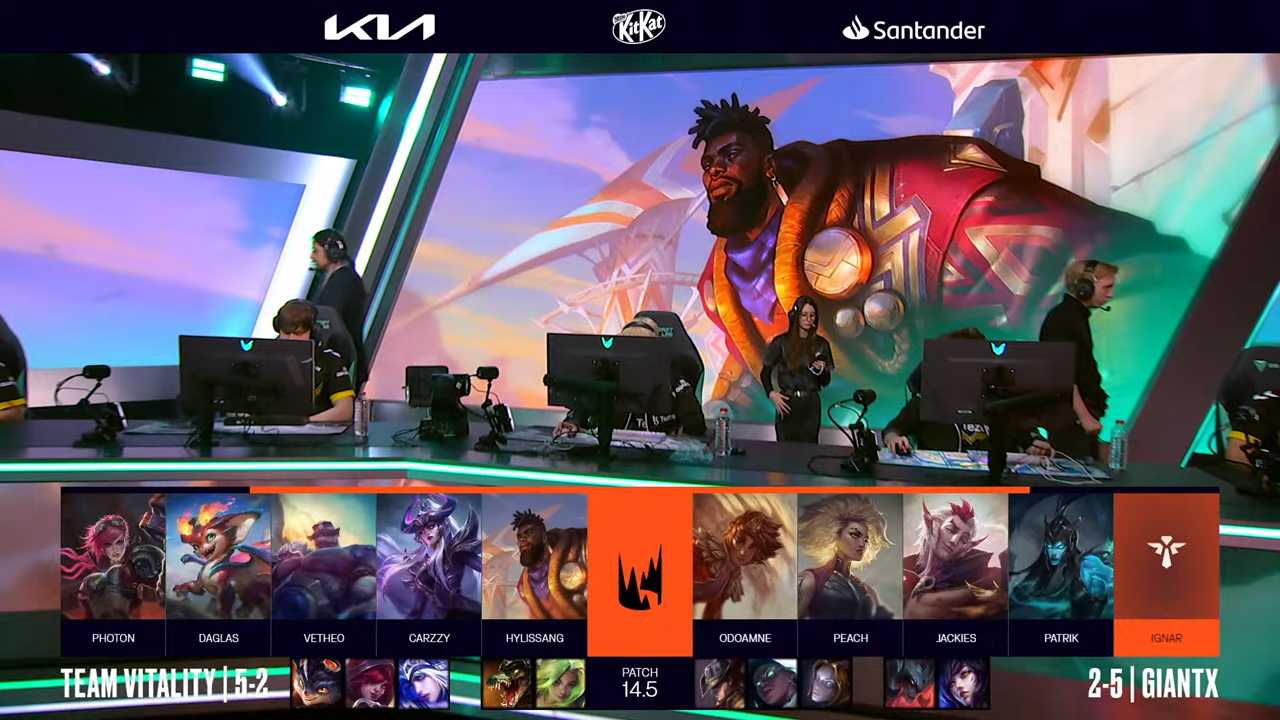 KIA
Nestlé KitKat
Santander
PHOTON
DAGLAS
VETHEO
CARZZY
HYLISSANG
ODOAMNE
PEACH
JACKIES
PATRIK
IGNAR
TEAM VITALITY | 5-2
PATCH
14.5
2-5 | GIANTX